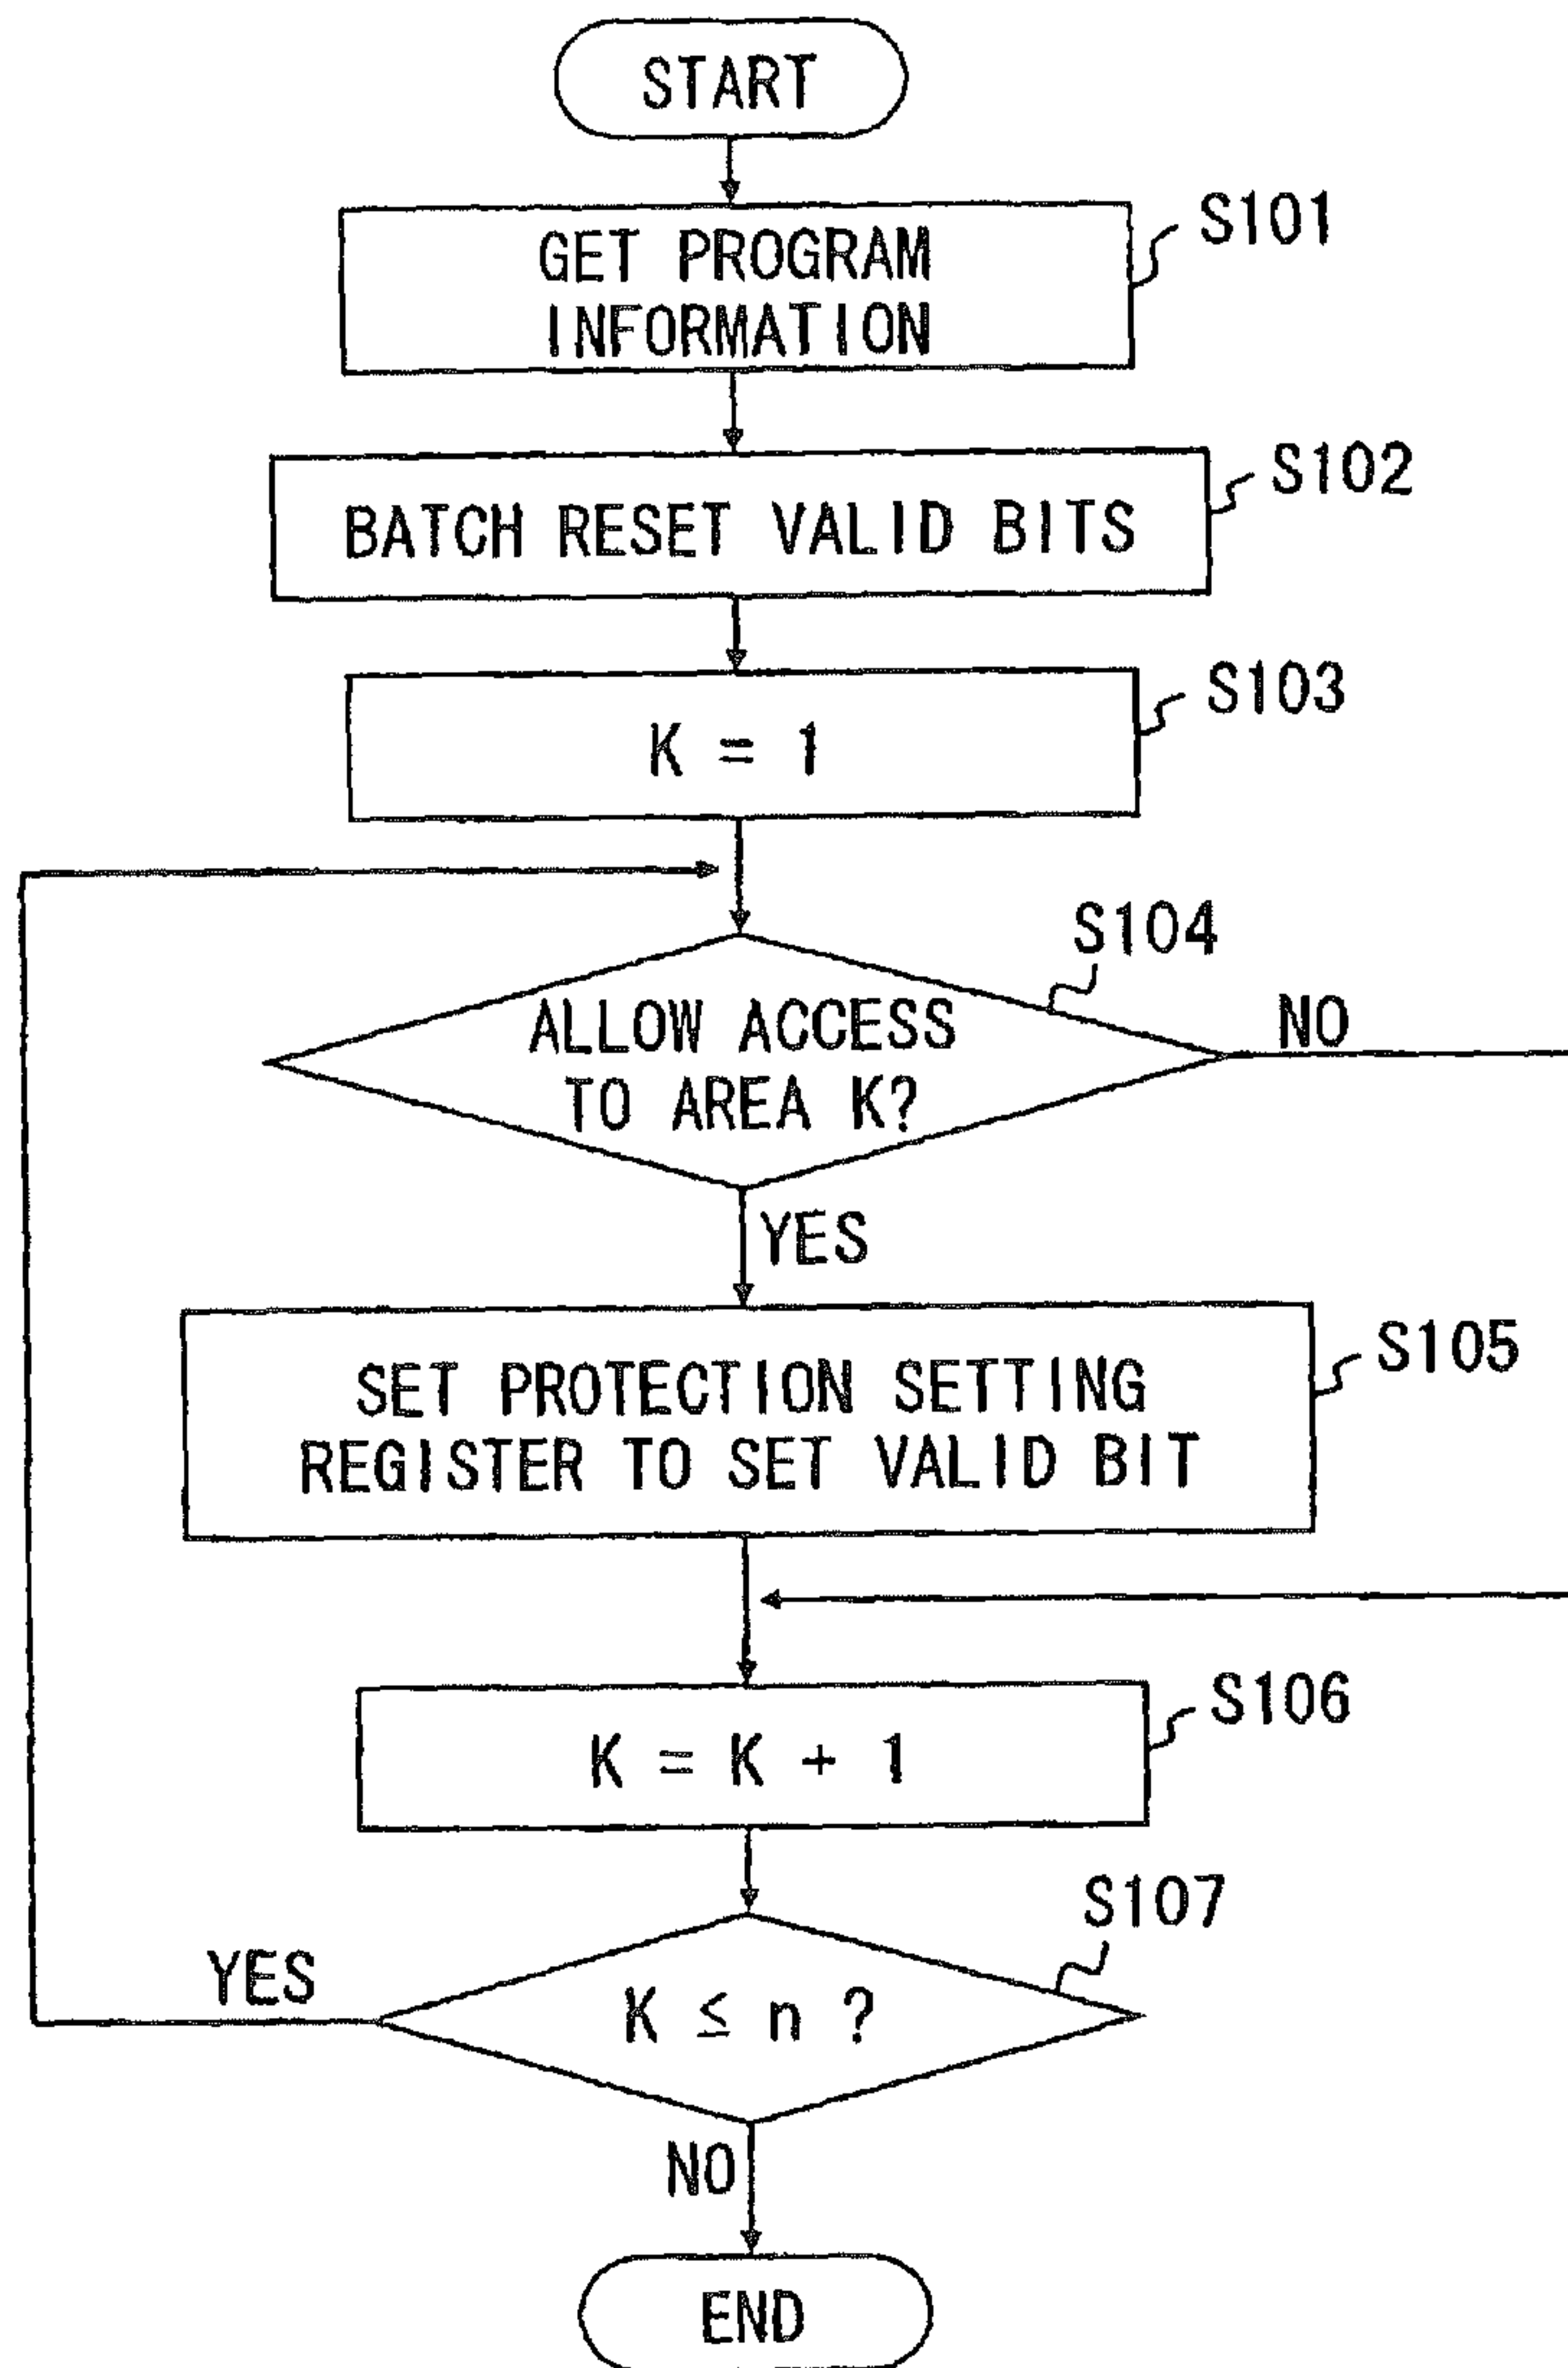 START
S101
GET PROGRAM
INFORMATION
S102
BATCH RESET VALID BITS
S103
K = 1
S104
ALLOW ACCESS
TO AREA K?
NO
YES
S105
SET PROTECTION SETTING
REGISTER TO SET VALID BIT
S106
K = K + 1
S107
YES
K ≤ n ?
NO
END